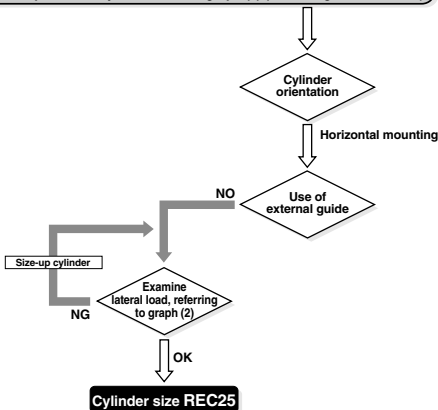 Cylinder
orientation
Horizontal mounting
NO
Use of
external guide
Size-up cylinder
Examine
lateral load, referring
to graph (2)
NG
OK
Cylinder size REC25